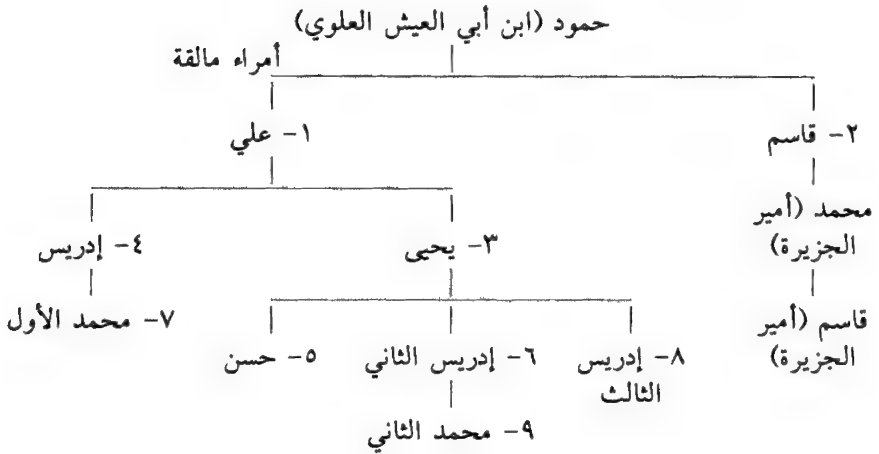 حمود (ابن أبي العيش العلوي)
أمراء مالقة
٢- قاسم
١- علي
محمد (أمير
الجزيرة)
٣- يحيى
٤- إدريس
قاسم (أمير
الجزيرة)
٨- إدريس
الثالث
٦- إدريس الثاني
٥- حسن
٧- محمد الأول
٩- محمد الثاني